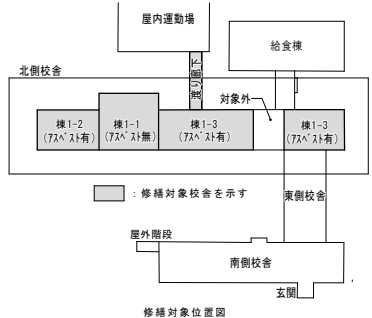 屋内運動場
給食棟
北側校舎
渡り廊下
対象外
棟1-2
(アスベスト有)
棟1-1
(アスベスト無)
棟1-3
(アスベスト有)
棟1-3
(アスベスト有)
：修繕対象校舎を示す
東側校舎
屋外階段
南側校舎
玄関
修繕対象位置図